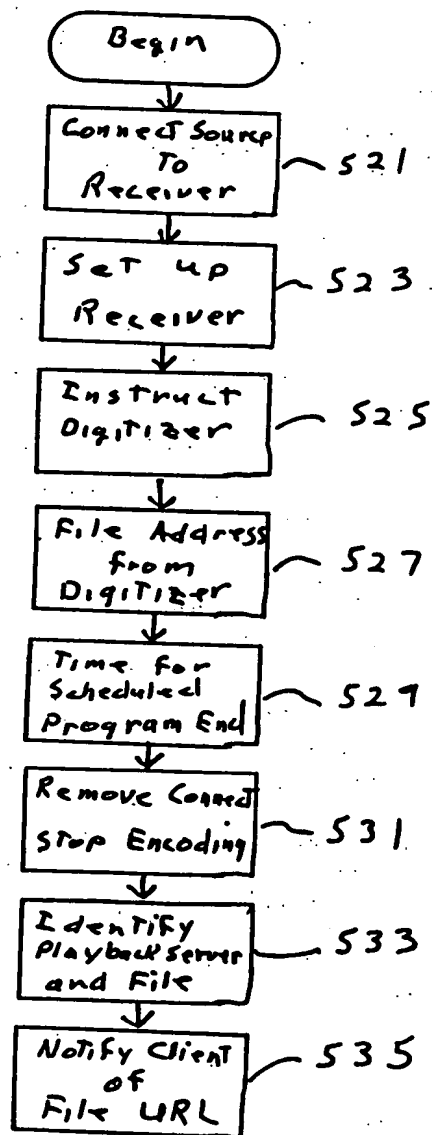 Begin
Connect Source
To
Receiver
521
Set up
Receiver
523
Instruct
Digitizer
525
File Address
from
Digitizer
527
Time for
Scheduled
Program End
529
Remove Connect
Stop Encoding
531
Identify
Playback Server
and File
533
Notify Client
of
File URL
535